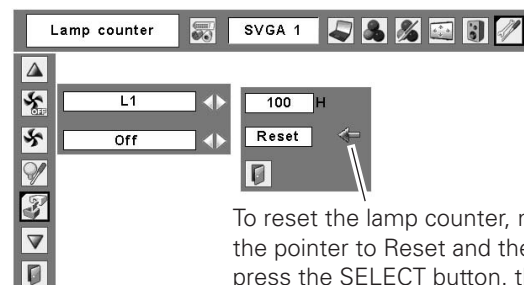 Lamp counter
SVGA 1
OFF
L1
100 H
Off
Reset
To reset the lamp counter,
the pointer to Reset and
press the SELECT button,